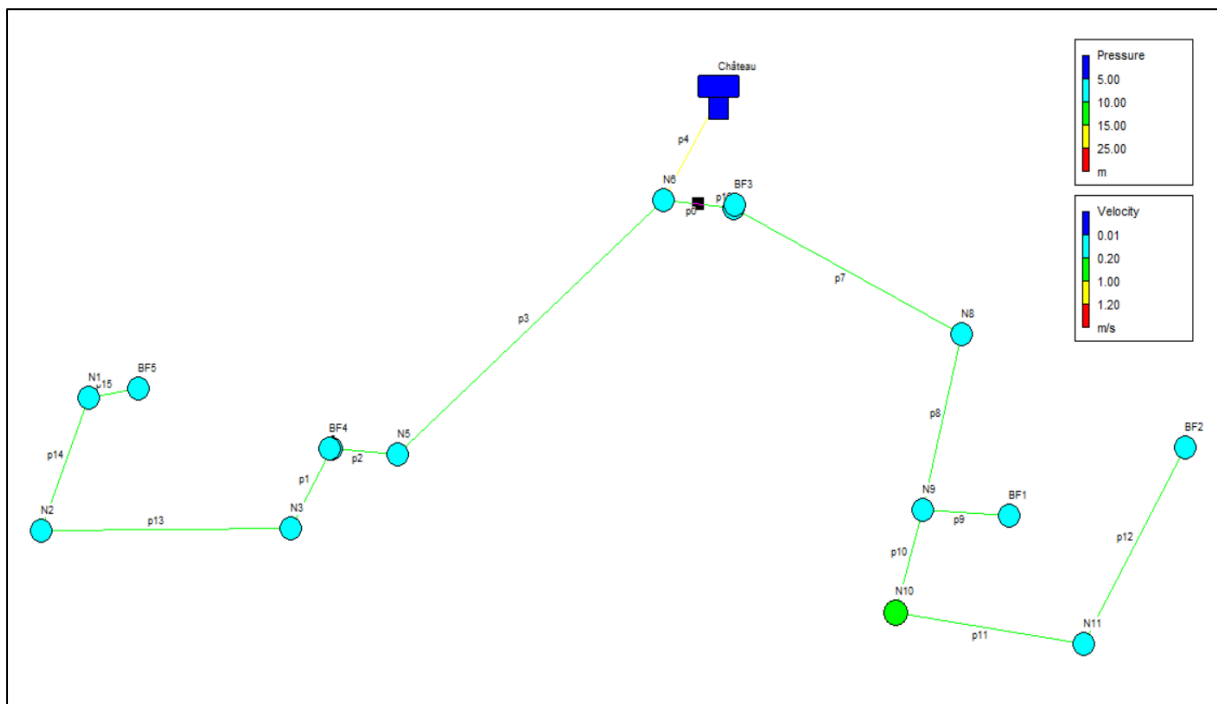 Château
Pressure
5.00
10.00
15.00
25.00
m
p4
N6
BF3
p6
Velocity
0.01
0.20
1.00
1.20
m/s
p7
p3
N8
N1
p15
BF5
p8
BF4
N5
p2
BF2
p14
p1
N9
BF1
p9
N2
p13
N3
p12
p10
N10
p11
N11